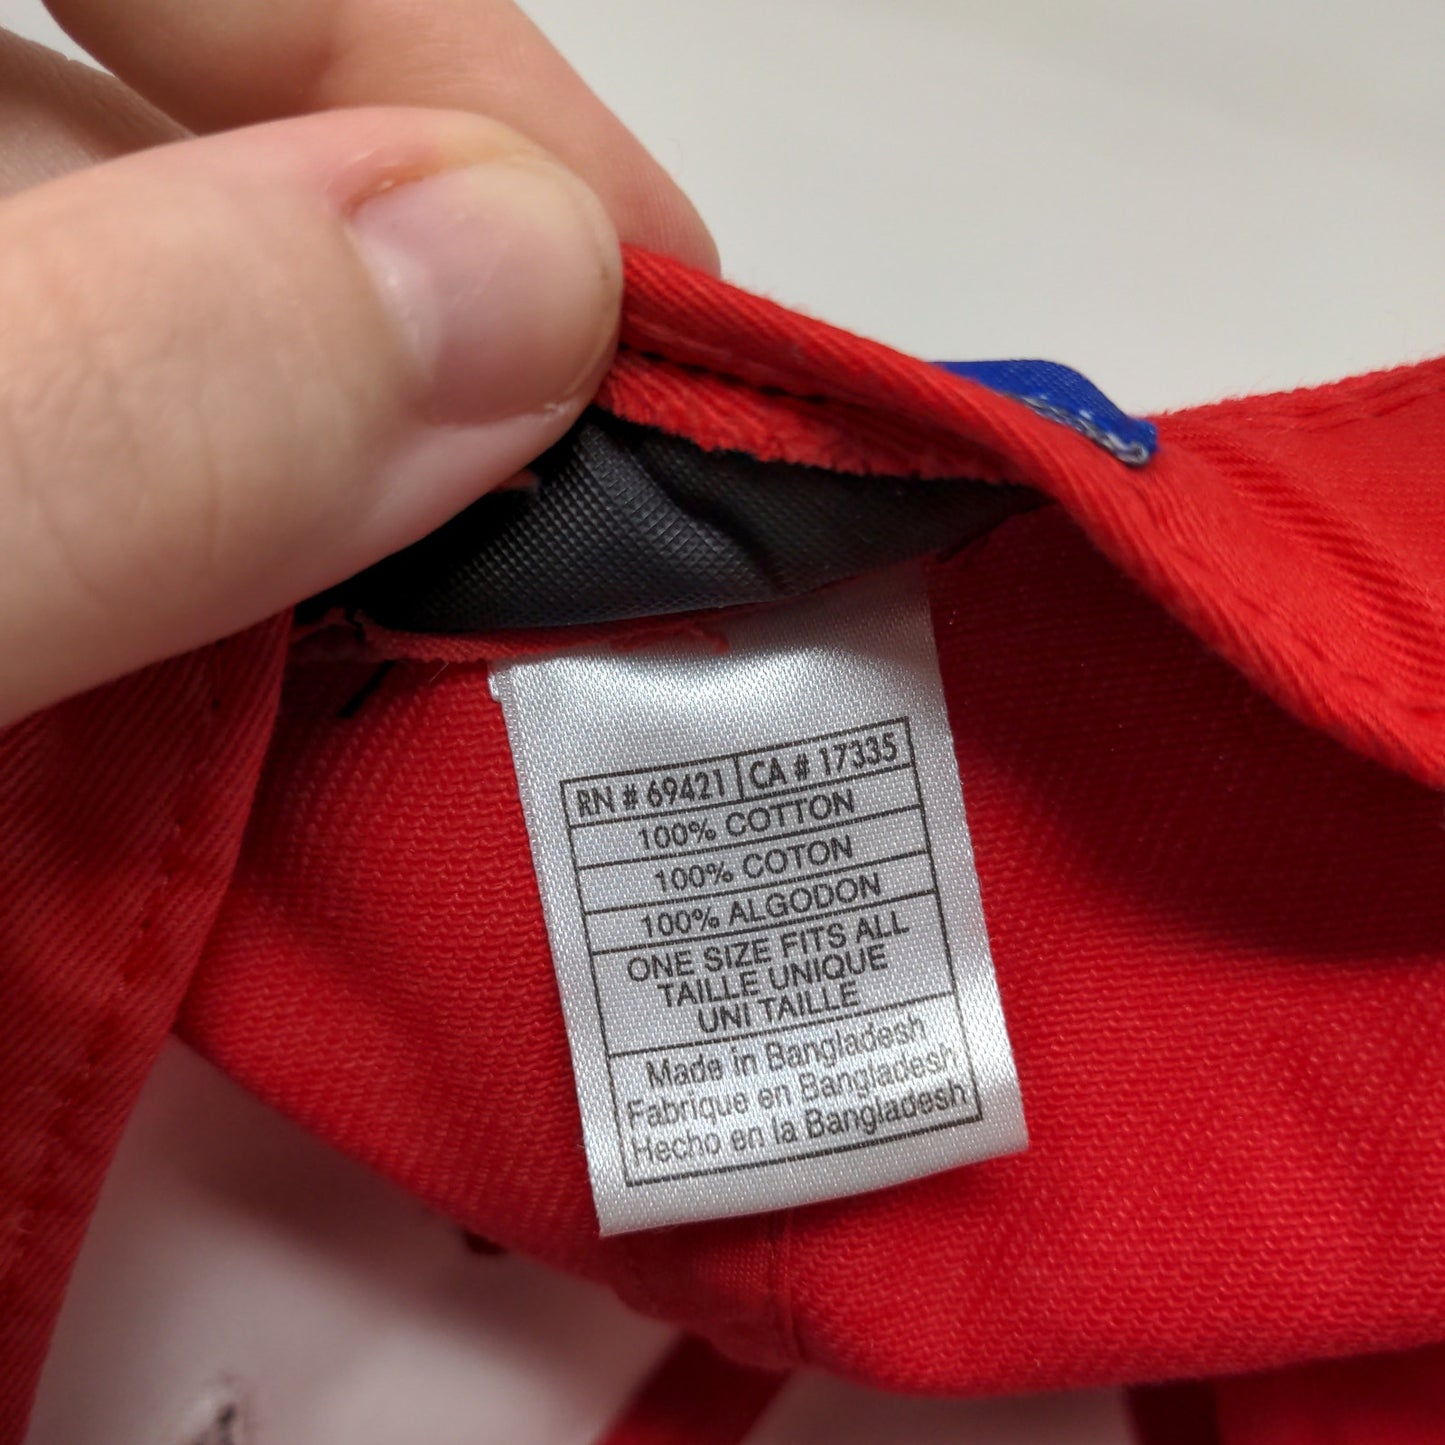 RN # 69421 | CA # 17335
100% COTTON
100% COTON
100% ALGODON
ONE SIZE FITS ALL
TAILLE UNIQUE
UNI TAILLE
Made in Bangladesh
Fabrique en Bangladesh
Hecho en la Bangladesh